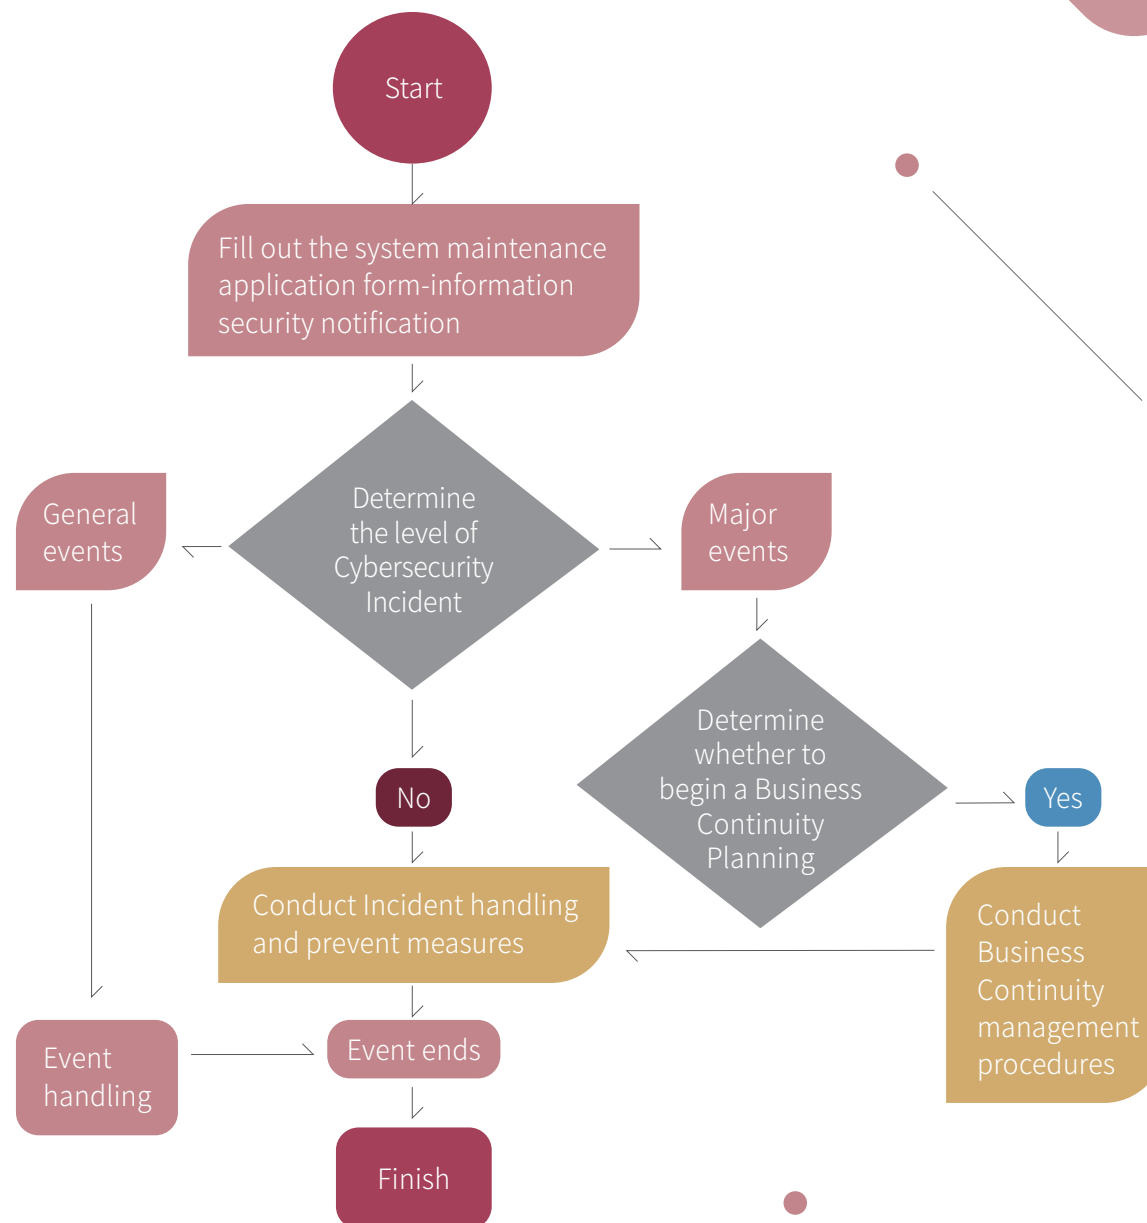 Start
Fill out the system maintenance
application form-information
security notification
General
events
Determine
the level of
Cybersecurity
Incident
Major
events
Determine
whether to
begin a Business
Continuity
Planning
No
Yes
Conduct Incident handling
and prevent measures
Conduct
Business
Continuity
management
procedures
Event
handling
Event ends
Finish